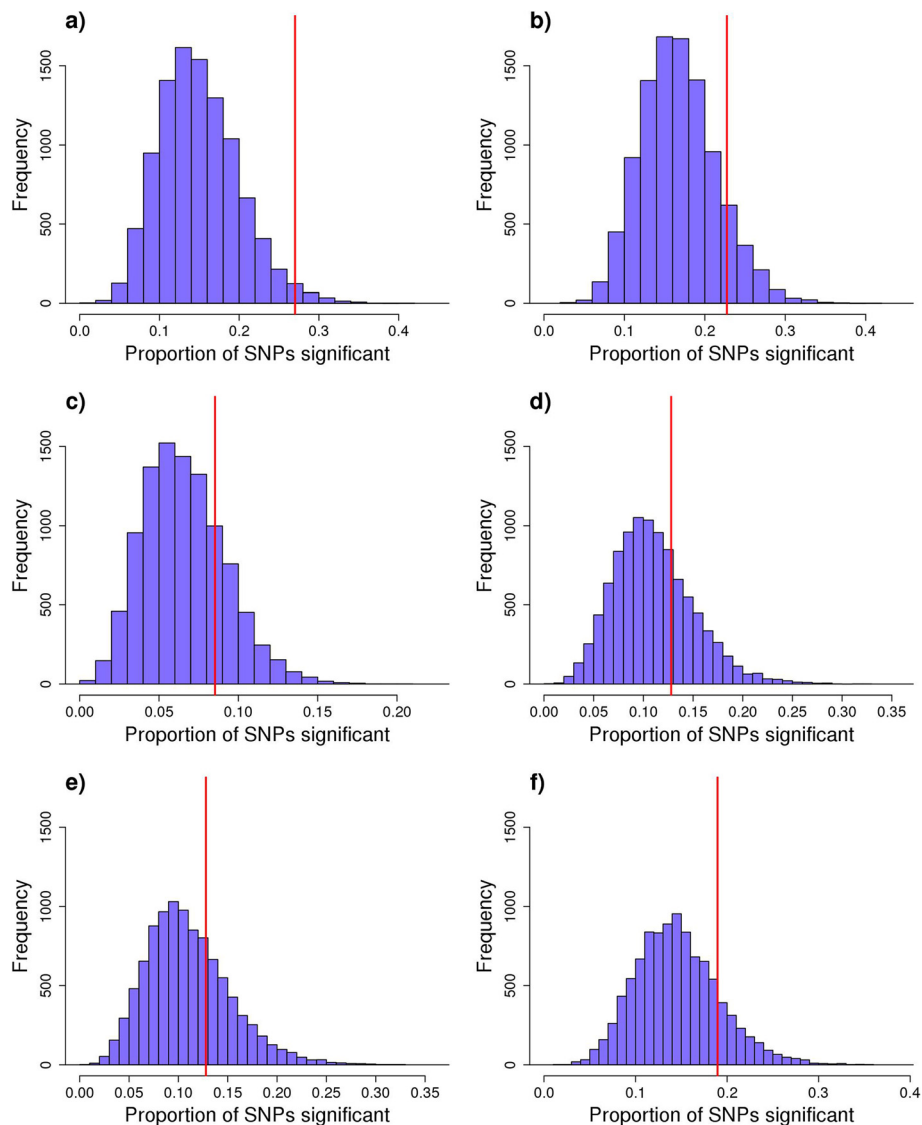 a)
1500
1000
500
0
Frequency
0.0 0.1 0.2 0.3 0.4
Proportion of SNPs significant
b)
1500
1000
500
0
Frequency
0.0 0.1 0.2 0.3 0.4
Proportion of SNPs significant
c)
1500
1000
500
0
Frequency
0.00 0.05 0.10 0.15 0.20
Proportion of SNPs significant
d)
1500
1000
500
0
Frequency
0.00 0.05 0.10 0.15 0.20 0.25 0.30 0.35
Proportion of SNPs significant
e)
1500
1000
500
0
Frequency
0.00 0.05 0.10 0.15 0.20 0.25 0.30 0.35
Proportion of SNPs significant
f)
1500
1000
500
0
Frequency
0.0 0.1 0.2 0.3 0.4
Proportion of SNPs significant